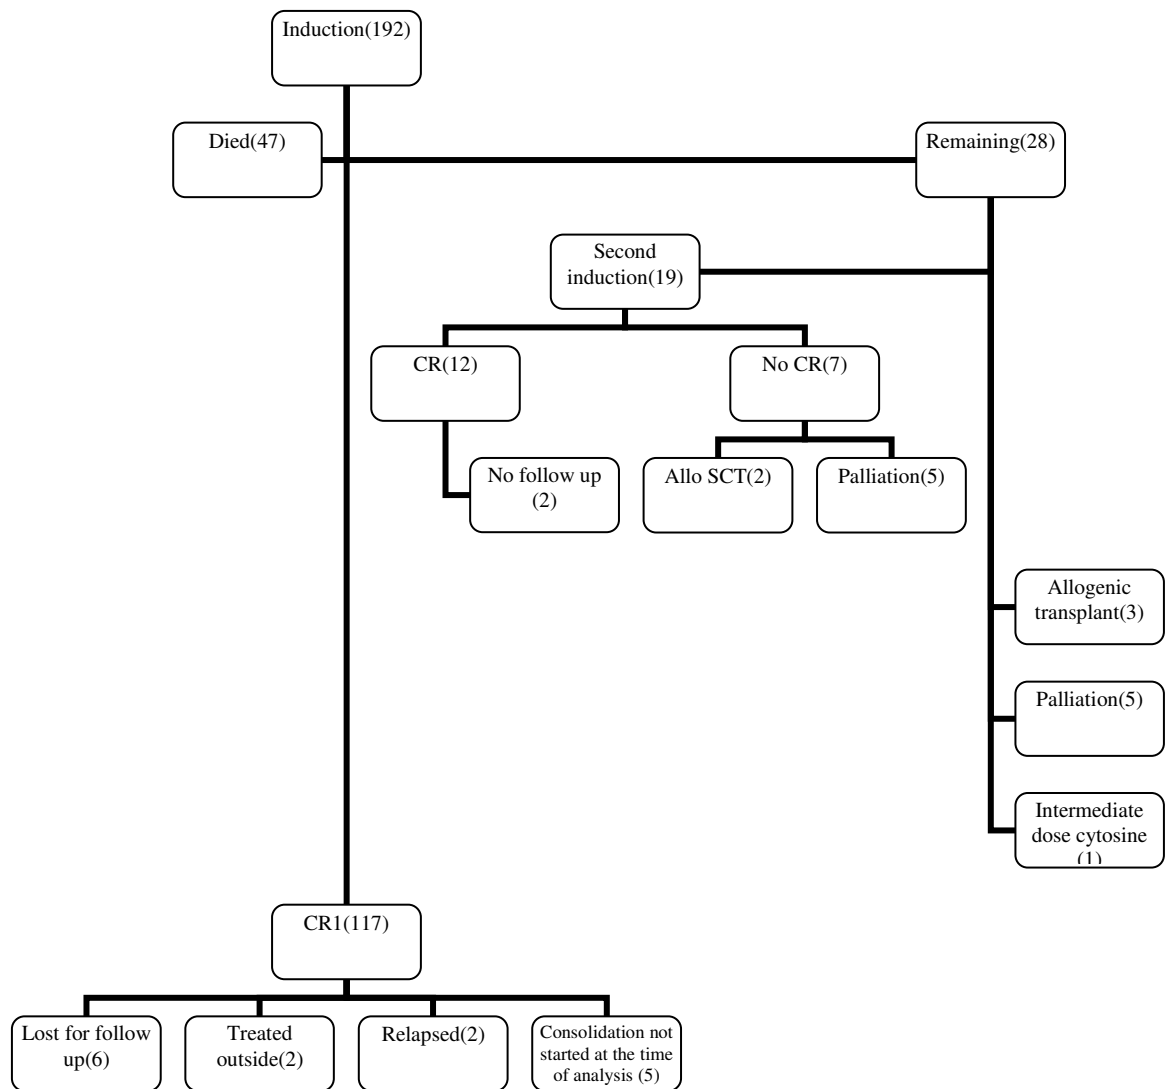 Induction(192)
Died(47)
Remaining(28)
Second
induction(19)
CR(12)
No CR(7)
No follow up
(2)
Allo SCT(2)
Palliation(5)
Allogenic
transplant(3)
Palliation(5)
Intermediate
dose cytosine
(1)
CR1(117)
Lost for follow
up(6)
Treated
outside(2)
Relapsed(2)
Consolidation not
started at the time
of analysis (5)